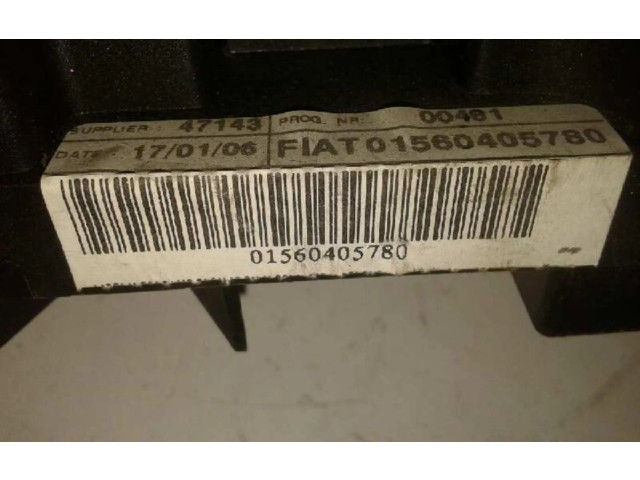 SUPPLIER: 47143 PROG. NR. 00481
DATE: 17/01/06 FIAT 01560405780
01560405780